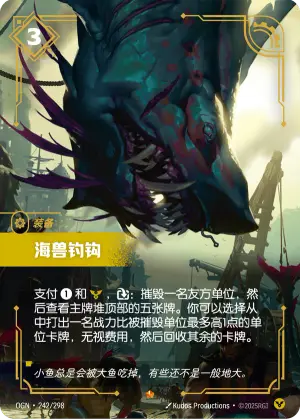 3
装备
海兽钓钩
支付 1 和 , : 摧毁一名友方单位, 然
后查看主牌堆顶部的五张牌。你可以选择从
中打出一名战力比被摧毁单位最多高1点的单
位卡牌, 无视费用, 然后回收其余的卡牌。
小鱼总是会被大鱼吃掉, 有些还不是一般地大。
OGN • 242/298
Kudos Productions • ©2025RGI